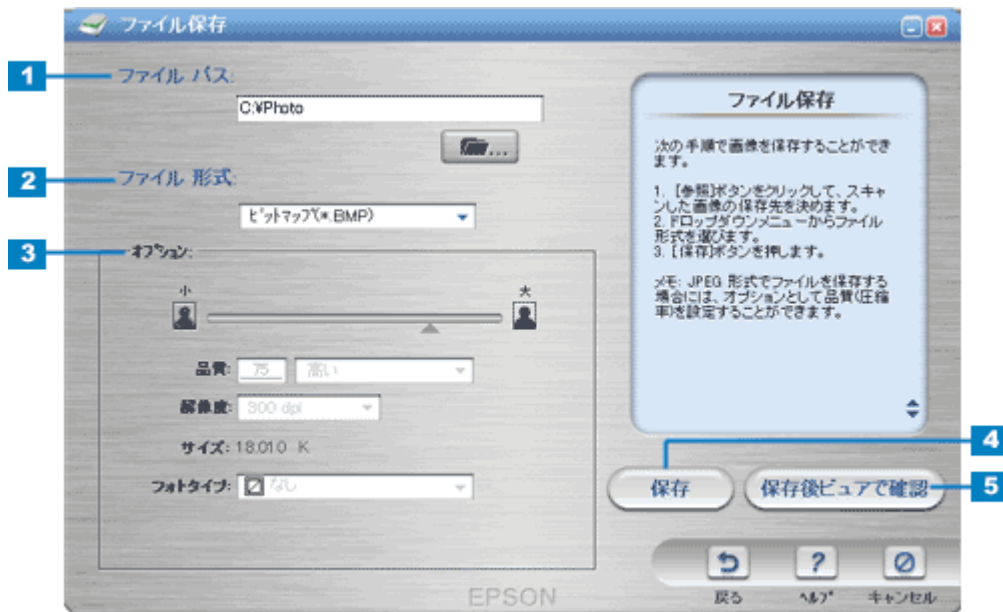 ファイル保存
1
ファイル パス:
C:¥Photo
...
2
ファイル 形式:
ビットマップ(*.BMP)
3
オプション:
小
大
品質:
75
高い
解像度:
300 dpi
サイズ: 18,010 K
フォトタイプ:
なし
ファイル保存
次の手順で画像を保存することができ
ます。
1. [参照]ボタンをクリックして、スキャ
ンした画像の保存先を決めます。
2. ドロップダウンメニューからファイル
形式を選びます。
3. [保存]ボタンを押します。
メモ: JPEG 形式でファイルを保存する
場合には、オプションとして品質(圧縮
率)を設定することができます。
4
保存
保存後ビュアで確認
5
戻る
?
ヘルプ
キャンセル
EPSON